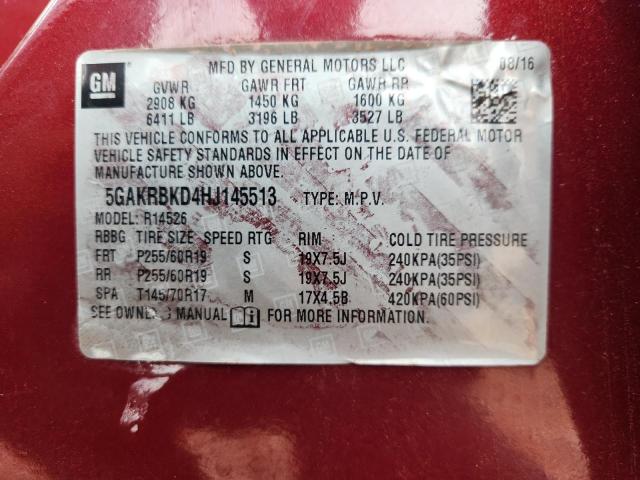 GM
MFD BY GENERAL MOTORS LLC 08/16
GVWR GAWR FRT GAWR RR
2908 KG 1450 KG 1600 KG
6411 LB 3196 LB 3527 LB
THIS VEHICLE CONFORMS TO ALL APPLICABLE U.S. FEDERAL MOTOR
VEHICLE SAFETY STANDARDS IN EFFECT ON THE DATE OF
MANUFACTURE SHOWN ABOVE.
5GAKRBKD4HJ145513 TYPE: M.P.V.
MODEL: R14526
RBBG TIRE SIZE SPEED RTG RIM COLD TIRE PRESSURE
FRT P255/60R19 S 19X7.5J 240KPA(35PSI)
RR P255/60R19 S 19X7.5J 240KPA(35PSI)
SPA T145/70R17 M 17X4.5B 420KPA(60PSI)
SEE OWNERS MANUAL FOR MORE INFORMATION.